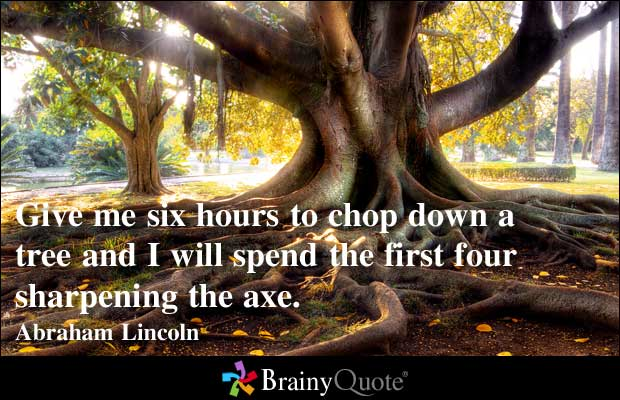 Give me six hours to chop down a
tree and I will spend the first four
sharpening the axe.
Abraham Lincoln
BrainyQuote®